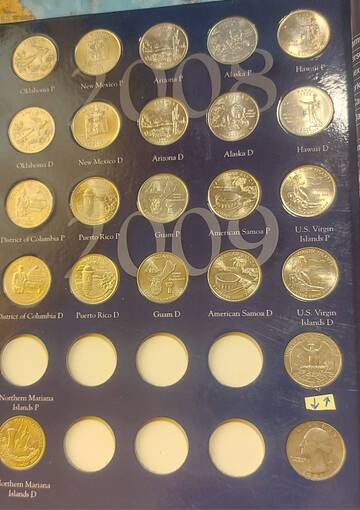 2008
Oklahoma P
New Mexico P
Arizona P
Alaska P
Hawaii P
Oklahoma D
New Mexico D
Arizona D
Alaska D
Hawaii D
2009
District of Columbia P
Puerto Rico P
Guam P
American Samoa P
U.S. Virgin
Islands P
District of Columbia D
Puerto Rico D
Guam D
American Samoa D
U.S. Virgin
Islands D
Northern Mariana
Islands P
Northern Mariana
Islands D